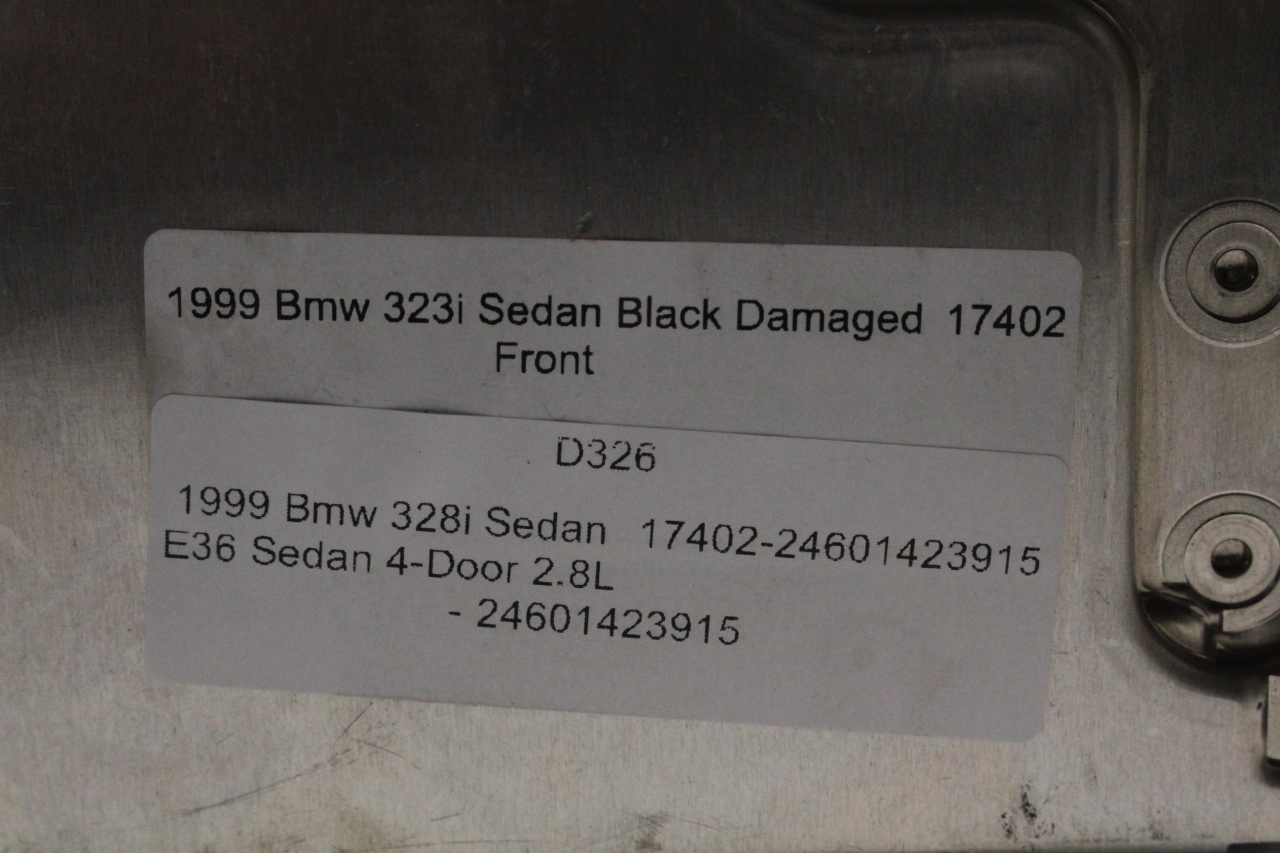 1999 Bmw 323i Sedan Black Damaged 17402
Front
D326
1999 Bmw 328i Sedan 17402-24601423915
E36 Sedan 4-Door 2.8L
- 24601423915